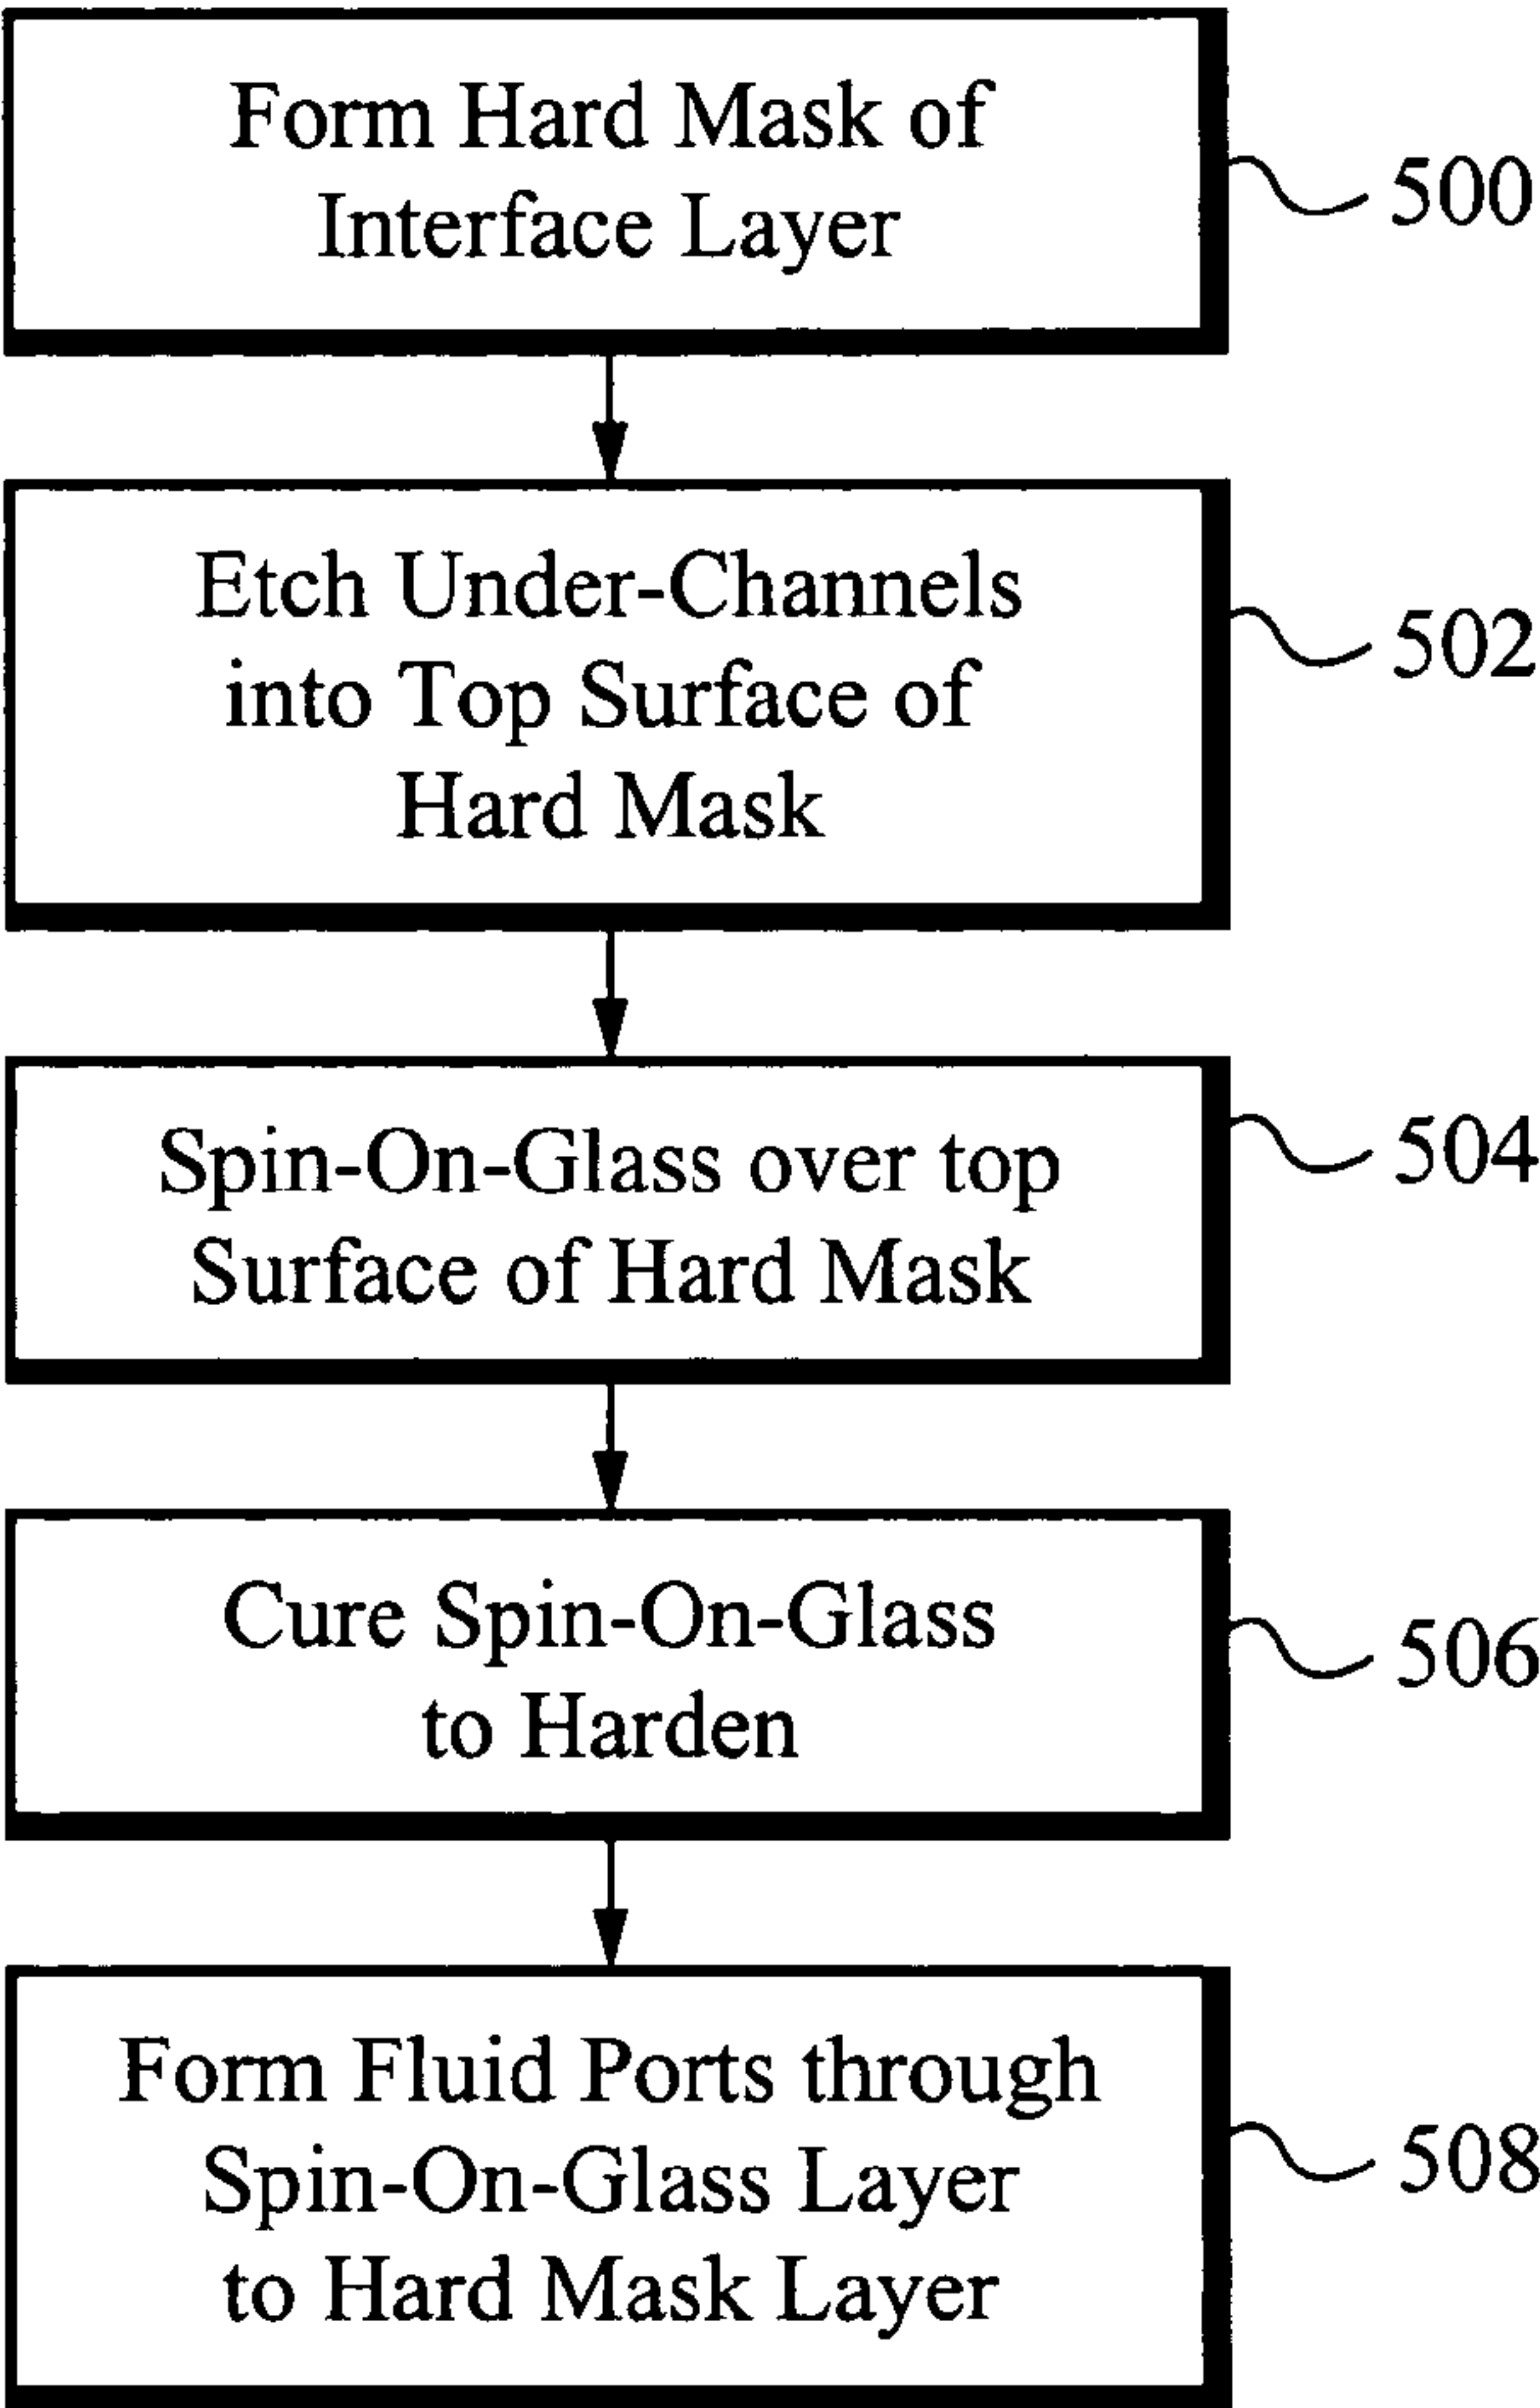 Form Hard Mask of
Interface Layer
500
Etch Under-Channels
into Top Surface of
Hard Mask
502
Spin-On-Glass over top
Surface of Hard Mask
504
Cure Spin-On-Glass
to Harden
506
Form Fluid Ports through
Spin-On-Glass Layer
to Hard Mask Layer
508